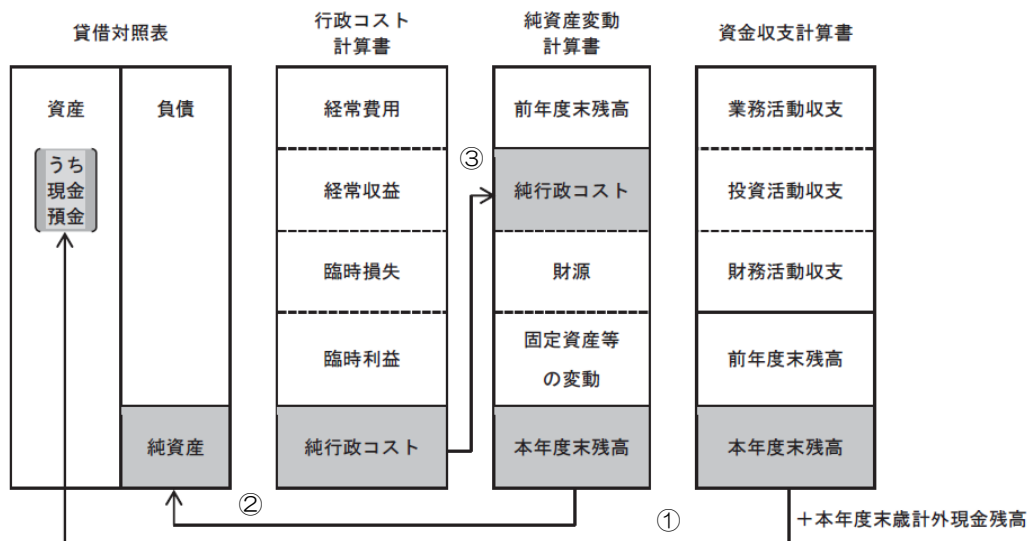 貸借対照表
資産
うち
現金
預金
負債
純資産
行政コスト
計算書
経常費用
経常収益
臨時損失
臨時利益
純行政コスト
③
純資産変動
計算書
前年度末残高
純行政コスト
財源
固定資産等
の変動
本年度末残高
資金収支計算書
業務活動収支
投資活動収支
財務活動収支
前年度末残高
本年度末残高
②
①
＋本年度末歳計外現金残高